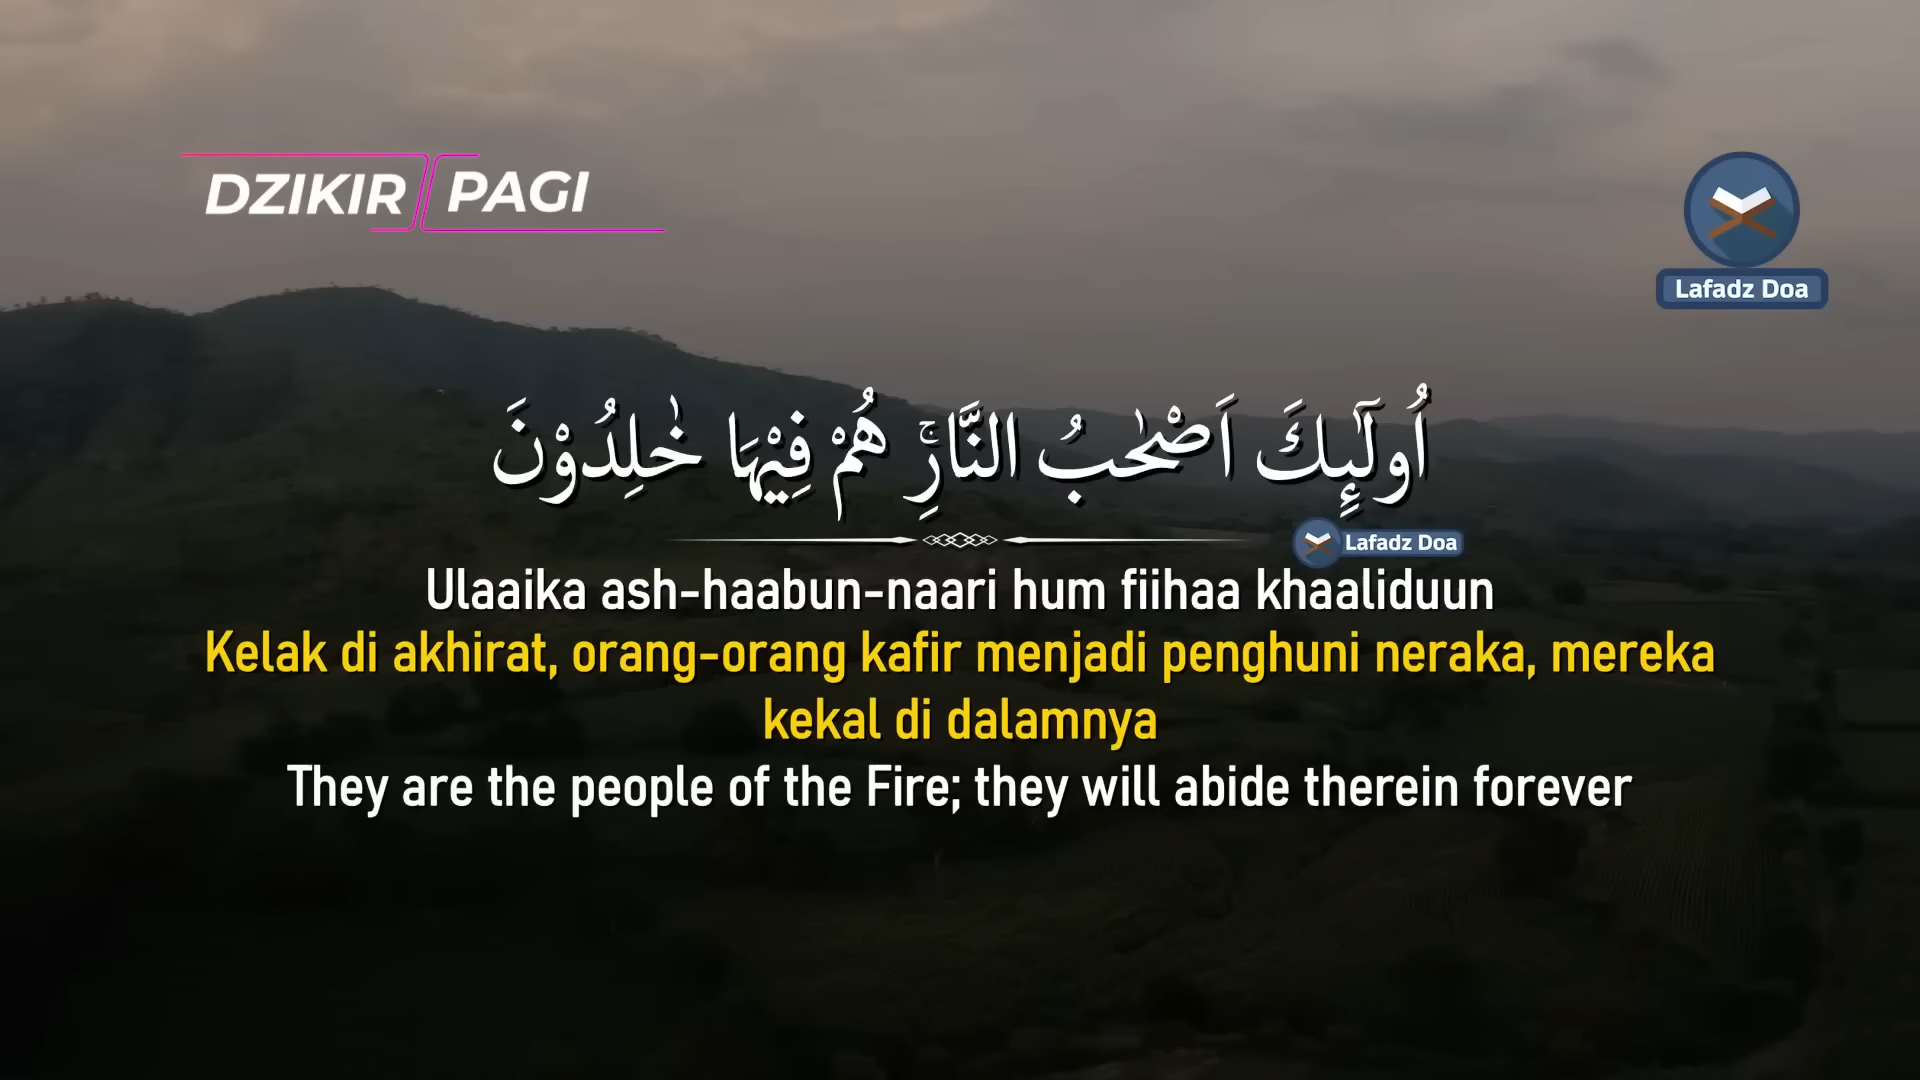 DZIKIR PAGI
Lafadz Doa
اُولٰۤىِٕكَ اَصْحٰبُ النَّارِۚ هُمْ فِيْهَا خٰلِدُوْنَ
Lafadz Doa
Ulaaika ash-haabun-naari hum fiihaa khaaliduun
Kelak di akhirat, orang-orang kafir menjadi penghuni neraka, mereka
kekal di dalamnya
They are the people of the Fire; they will abide therein forever